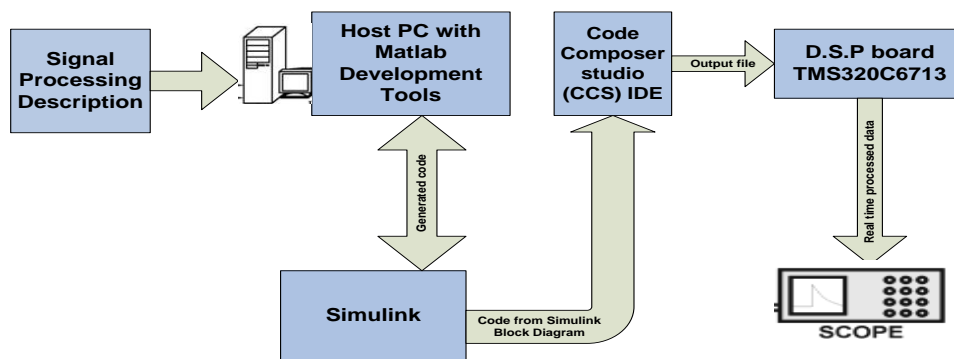 Signal
Processing
Description
Host PC with
Matlab
Development
Tools
Code
Composer
studio
(CCS) IDE
Output file
D.S.P board
TMS320C6713
Generated code
Real time processed data
Simulink
Code from Simulink
Block Diagram
SCOPE